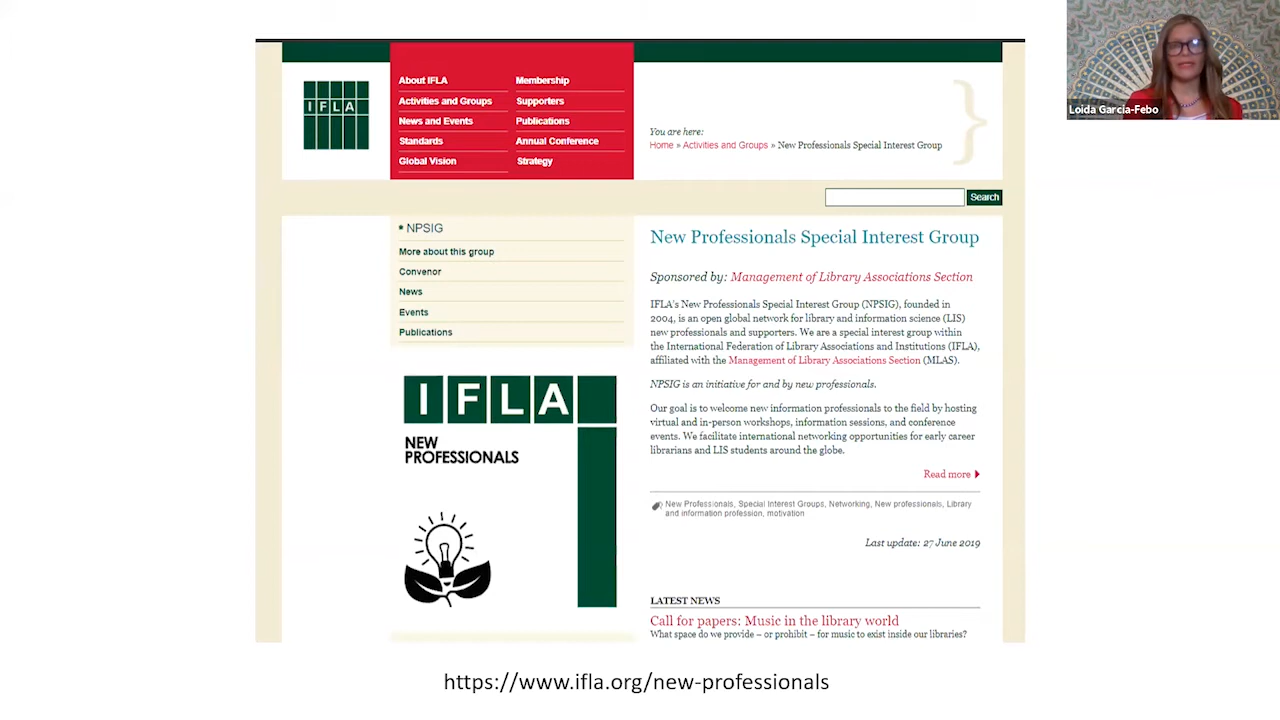 IFLA
About IFLA
Activities and Groups
News and Events
Standards
Global Vision
Membership
Supporters
Publications
Annual Conference
Strategy
You are here:
Home » Activities and Groups » New Professionals Special Interest Group
Loida Garcia-Febo
Search
NPSIG
More about this group
Convenor
News
Events
Publications
IFLA
NEW
PROFESSIONALS
New Professionals Special Interest Group
Sponsored by: Management of Library Associations Section
IFLA's New Professionals Special Interest Group (NPSIG), founded in
2004, is an open global network for library and information science (LIS)
new professionals and supporters. We are a special interest group within
the International Federation of Library Associations and Institutions (IFLA),
affiliated with the Management of Library Associations Section (MLAS).
NPSIG is an initiative for and by new professionals.
Our goal is to welcome new information professionals to the field by hosting
virtual and in-person workshops, information sessions, and conference
events. We facilitate international networking opportunities for early career
librarians and LIS students around the globe.
Read more
New Professionals, Special Interest Groups, Networking, New professionals, Library
and information profession, motivation
Last update: 27 June 2019
LATEST NEWS
Call for papers: Music in the library world
What space do we provide – or prohibit – for music to exist inside our libraries?
https://www.ifla.org/new-professionals